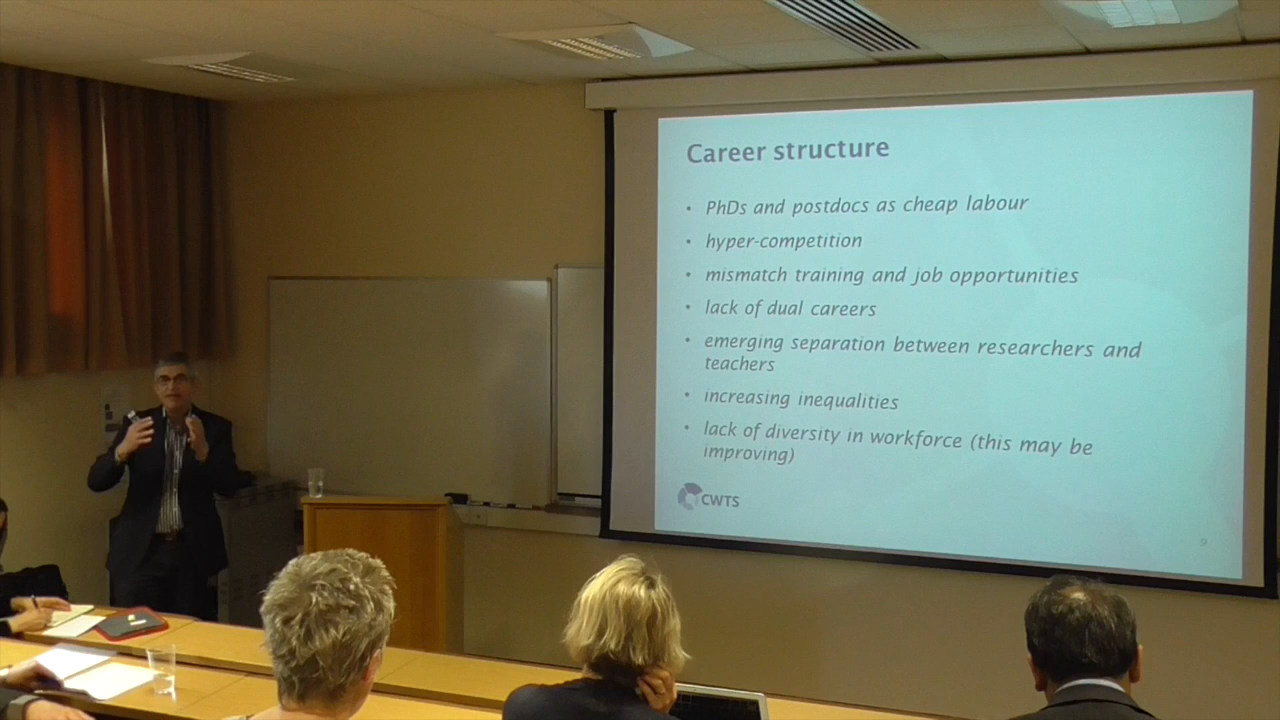 Career structure
• PhDs and postdocs as cheap labour
• hyper-competition
• mismatch training and job opportunities
• lack of dual careers
• emerging separation between researchers and
teachers
• increasing inequalities
• lack of diversity in workforce (this may be
improving)
CWTS
9